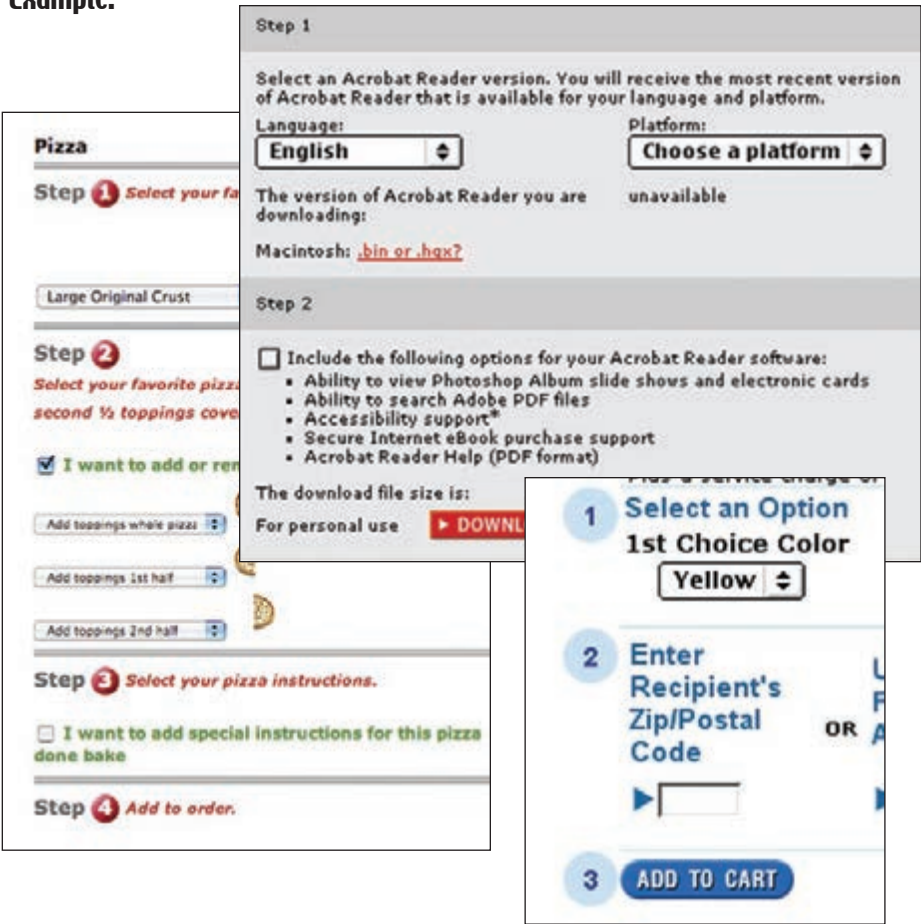 Example:
Step 1
Select an Acrobat Reader version. You will receive the most recent version
of Acrobat Reader that is available for your language and platform.
Language:
English
Platform:
Choose a platform
The version of Acrobat Reader you are
downloading:
unavailable
Macintosh: .bin or .hqx?
Step 2
Include the following options for your Acrobat Reader software:
• Ability to view Photoshop Album slide shows and electronic cards
• Ability to search Adobe PDF files
• Accessibility support*
• Secure Internet eBook purchase support
• Acrobat Reader Help (PDF format)
The download file size is:
For personal use
Pizza
Step 1 Select your
Large Original Crust
Step 2
Select your favorite
second ½ toppings
I want to add or
Add toppings whole pizza
Add toppings 1st half
Add toppings 2nd half
Step 3 Select your pizza instructions.
I want to add special instructions for this pizza
done bake
Step 4 Add to order.
1 Select an Option
1st Choice Color
Yellow
2 Enter
Recipient's
Zip/Postal
Code
OR
3 ADD TO CART